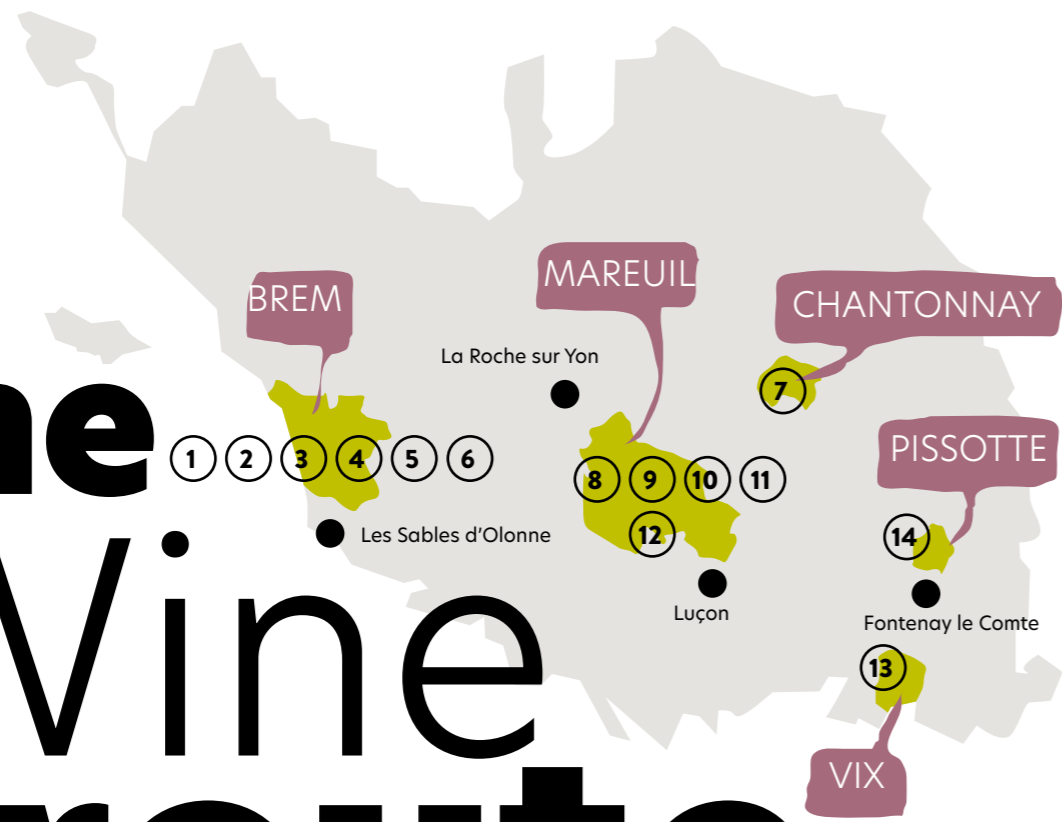 BREM
MAREUIL
CHANTONNAY
La Roche sur Yon
7
PISSOTTE
ne
1 2 3 4 5 6
8 9 10 11
12
14
Les Sables d'Olonne
Luçon
Fontenay le Comte
Vine
13
VIX
route